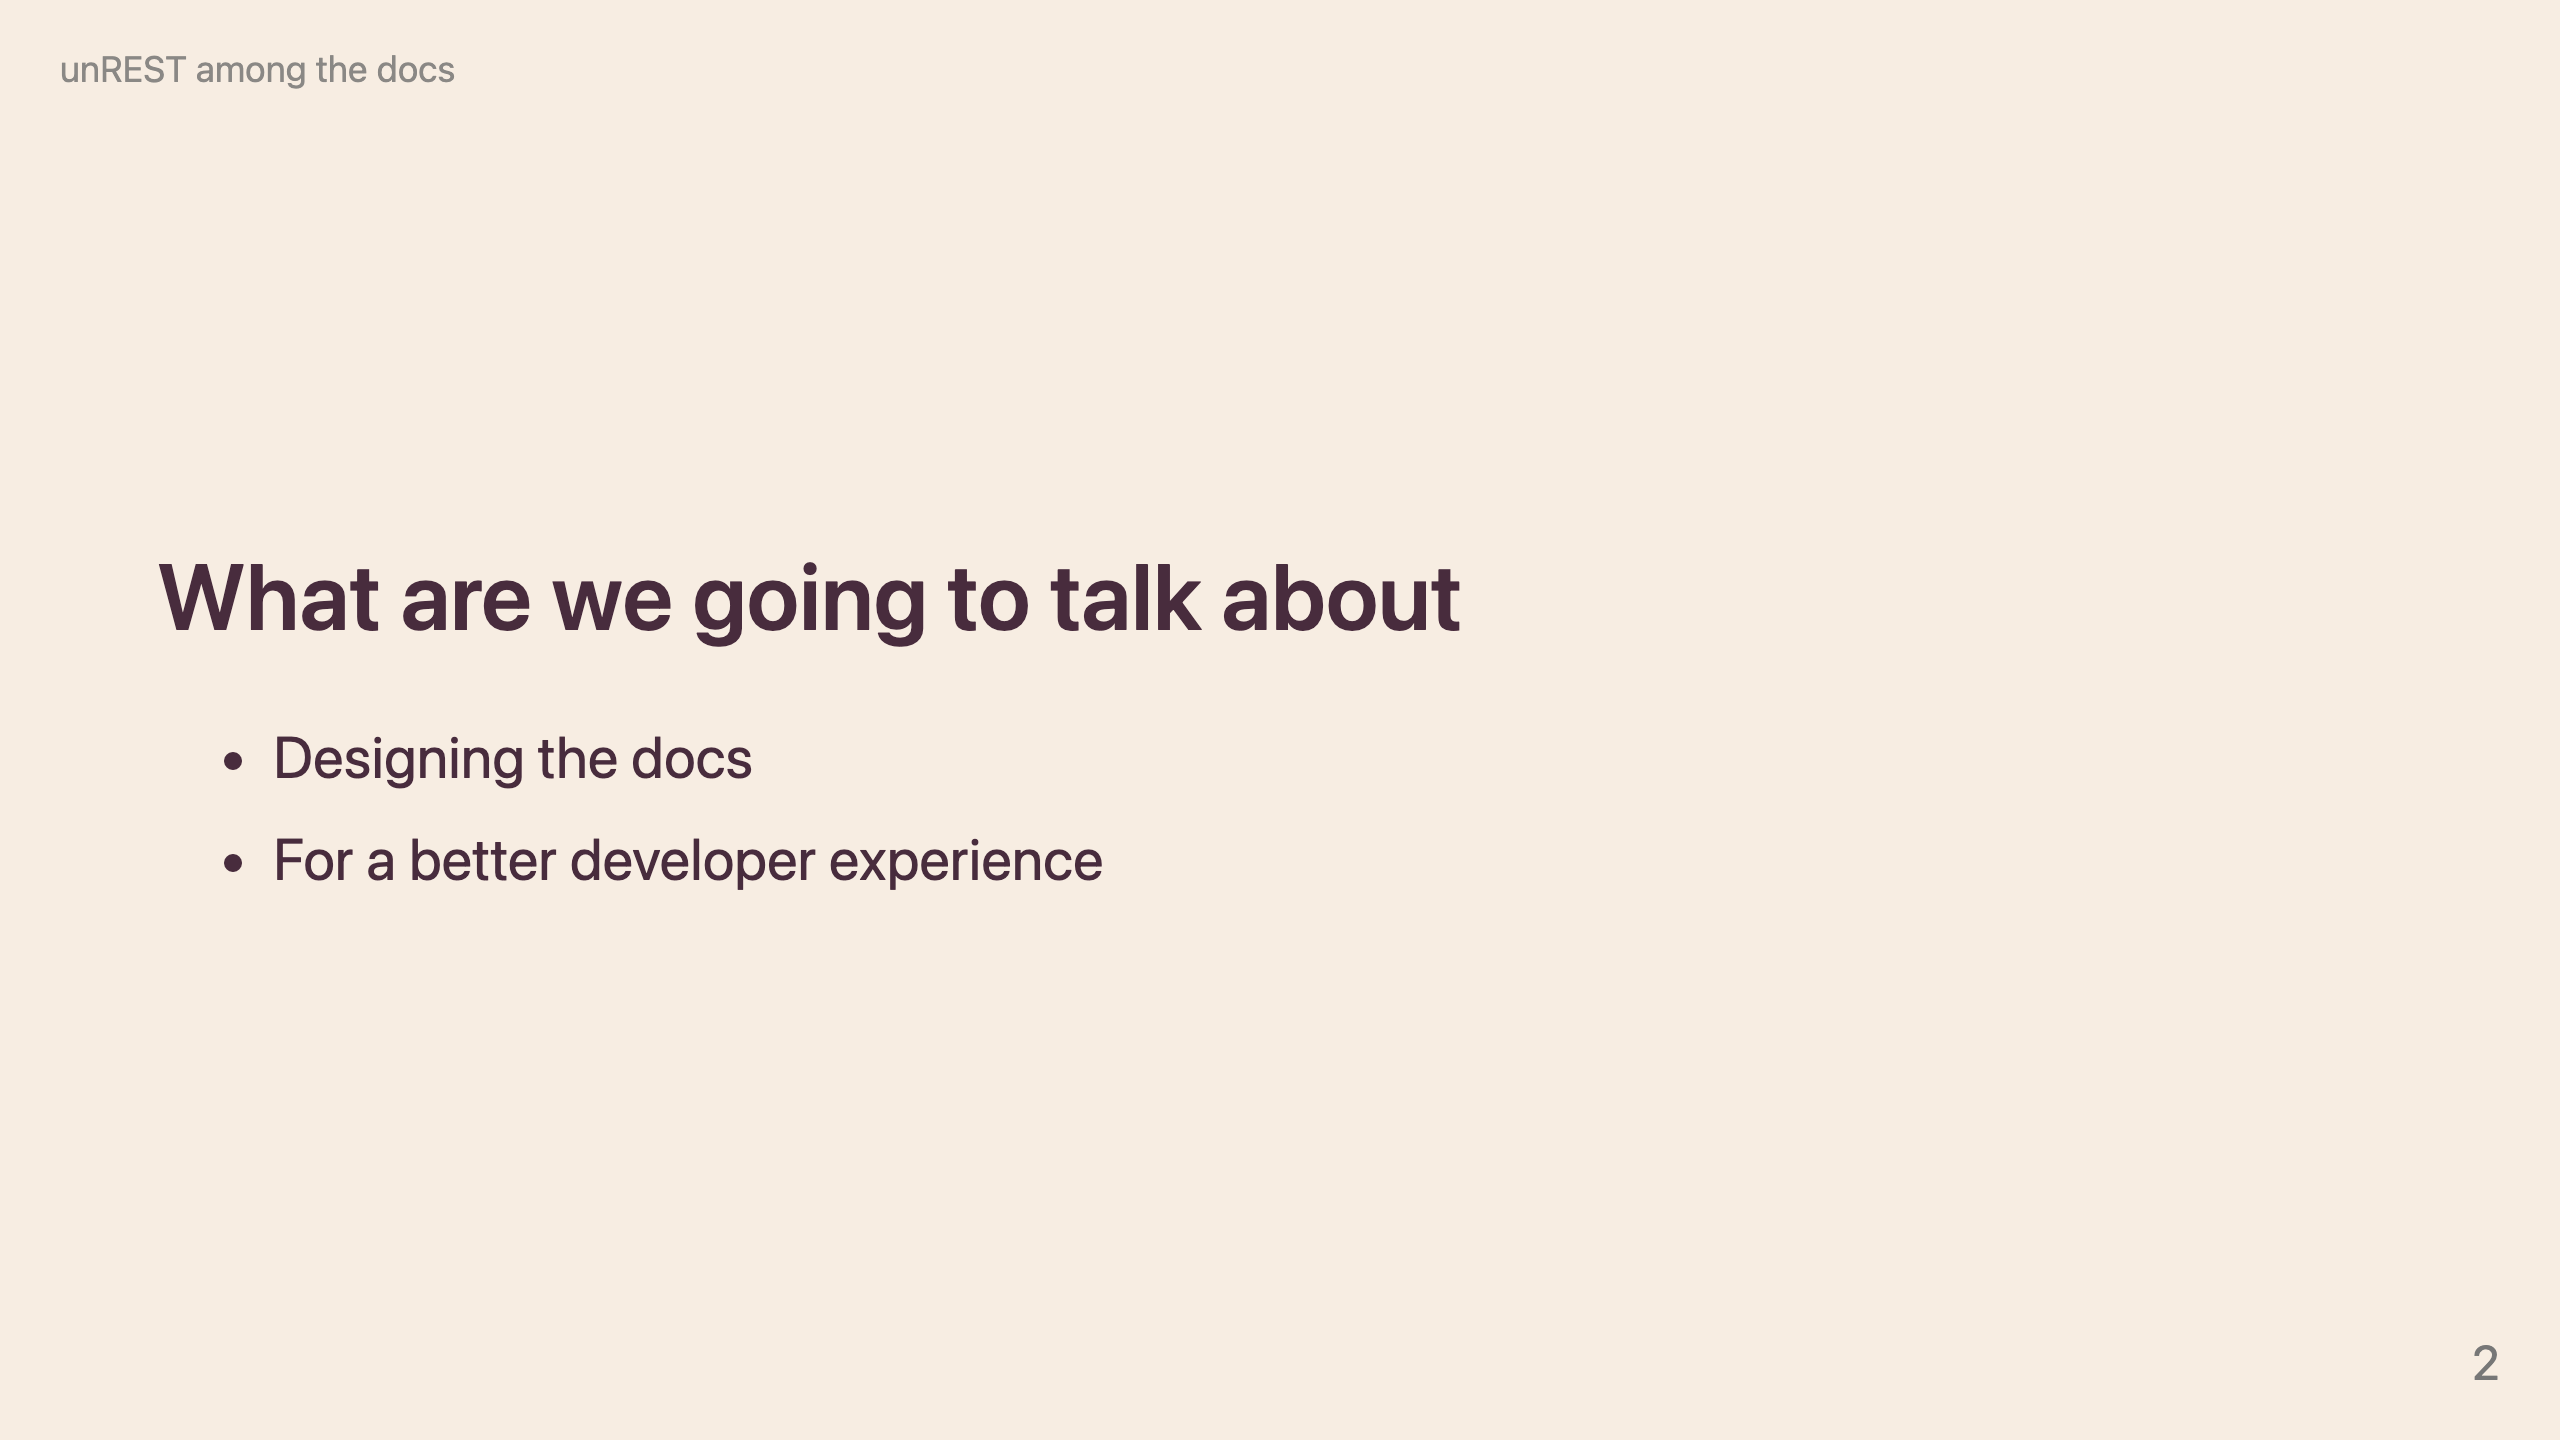 unREST among the docs
What are we going to talk about
• Designing the docs
• For a better developer experience
2